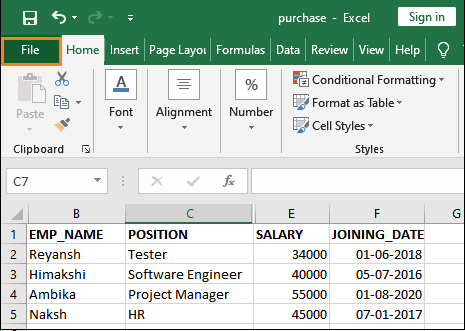 purchase - Excel Sign in
File Home Insert Page Layou Formulas Data Review View Help
Paste Font Alignment % Number Conditional Formatting
Format as Table
Cell Styles
Clipboard Styles
C7 fx
B C E F G
1 EMP_NAME POSITION SALARY JOINING_DATE
2 Reyansh Tester 34000 01-06-2018
3 Himakshi Software Engineer 40000 05-07-2016
4 Ambika Project Manager 55000 01-08-2020
5 Naksh HR 45000 07-01-2017